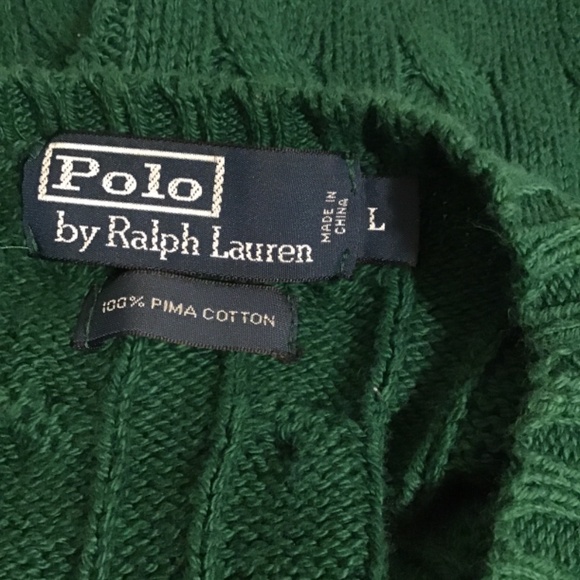 Polo
by Ralph Lauren
MADE IN
CHINA
L
100% PIMA COTTON